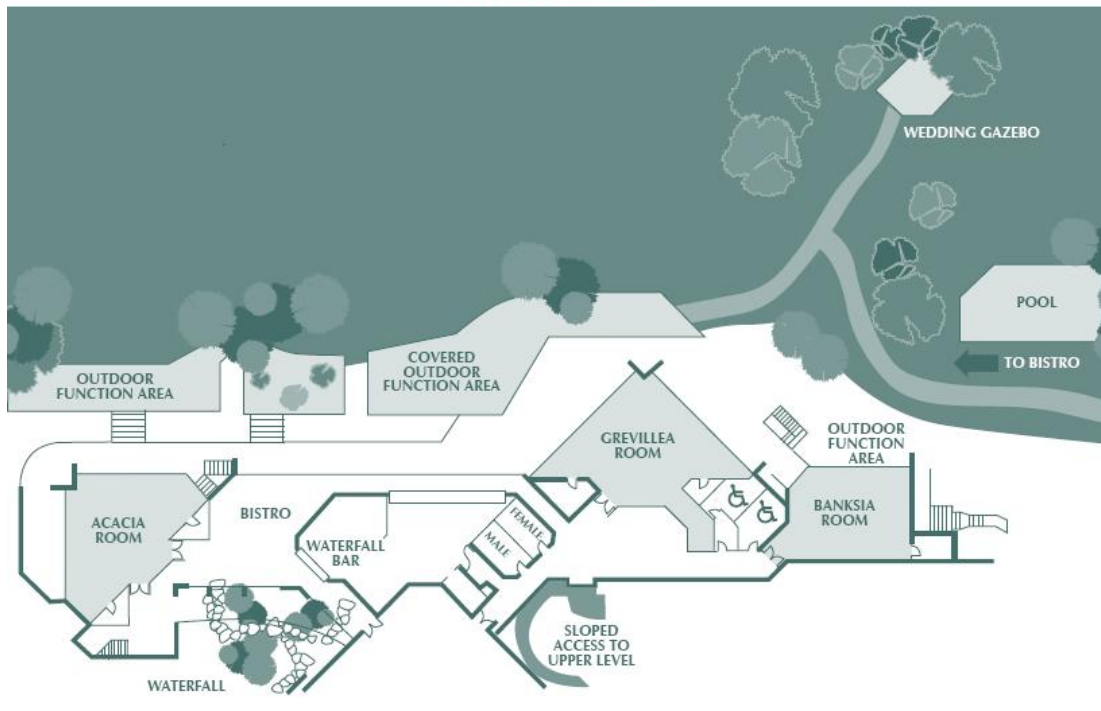 WEDDING GAZEBO
POOL
TO BISTRO
OUTDOOR
FUNCTION AREA
COVERED
OUTDOOR
FUNCTION AREA
GREVILLEA
ROOM
OUTDOOR
FUNCTION
AREA
ACACIA
ROOM
BISTRO
WATERFALL
BAR
MALE
FEMALE
BANKSIA
ROOM
SLOPED
ACCESS TO
UPPER LEVEL
WATERFALL